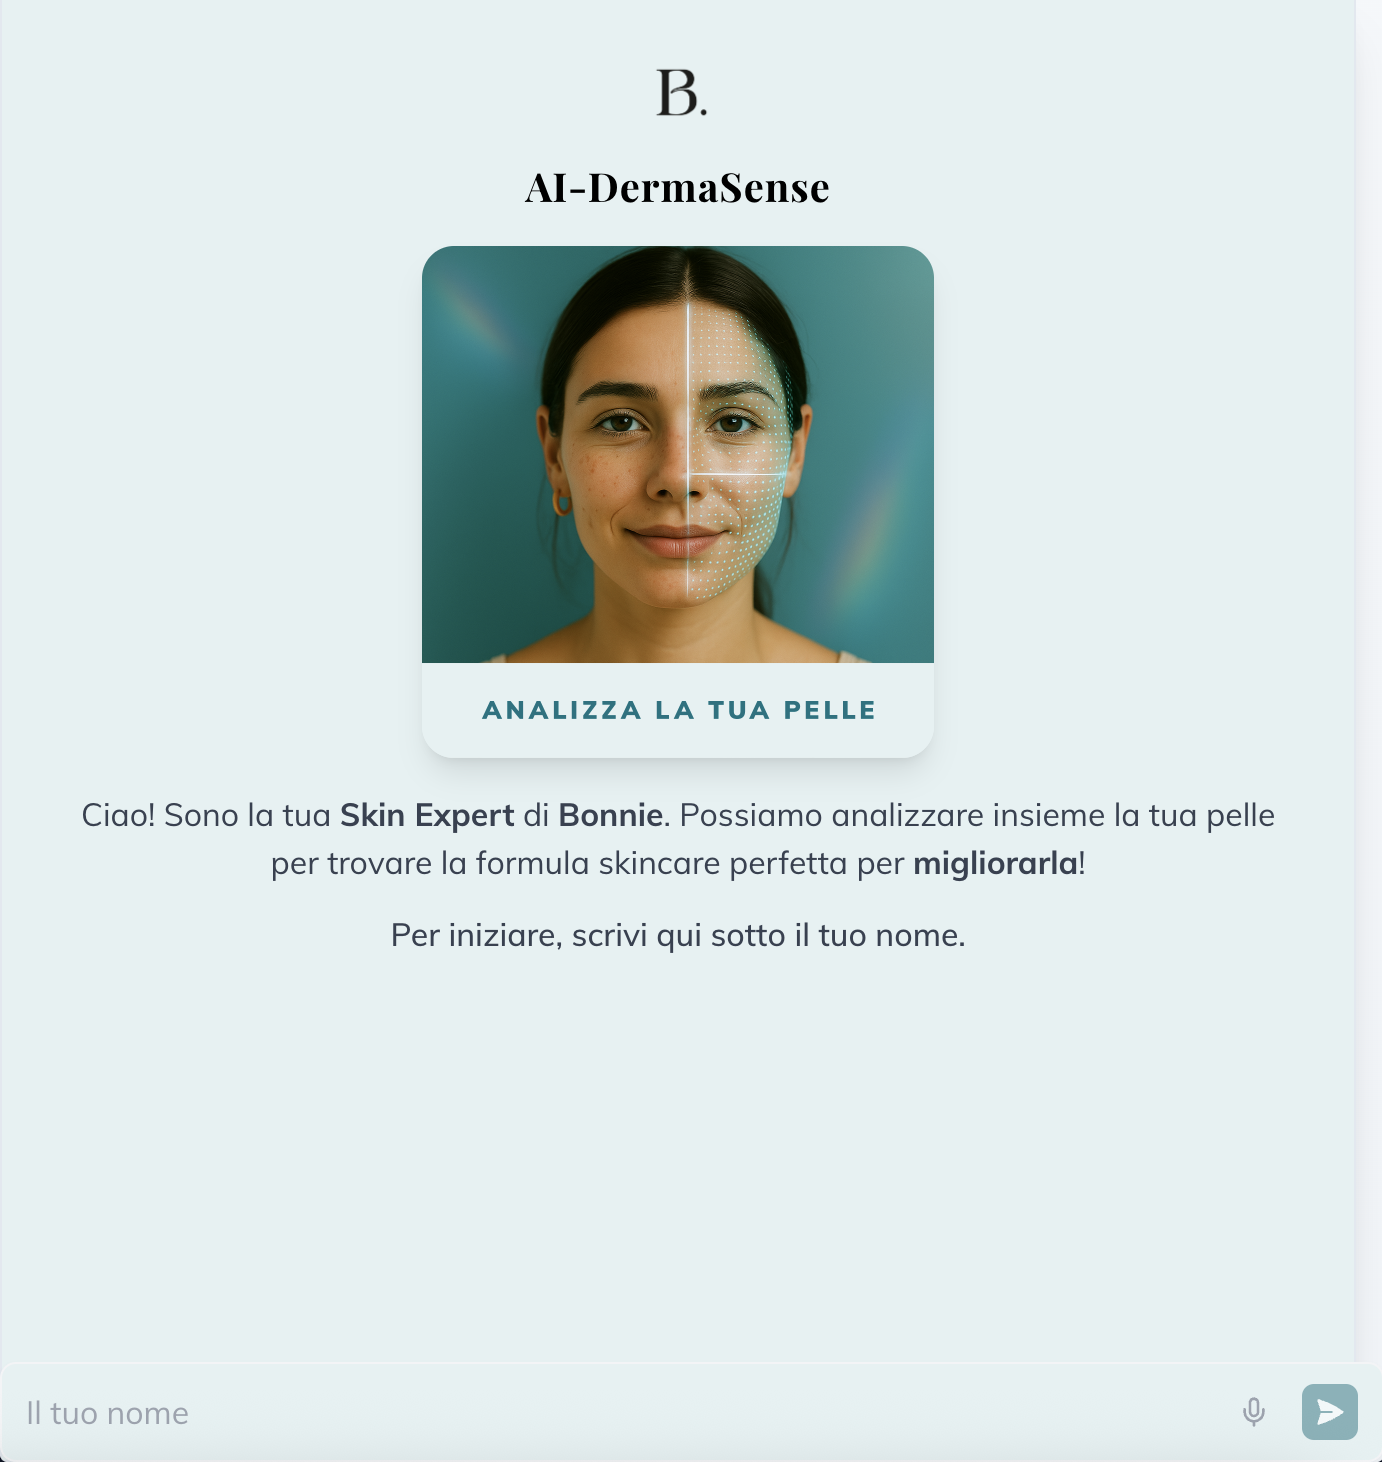 B.
AI-DermaSense
ANALIZZA LA TUA PELLE
Ciao! Sono la tua Skin Expert di Bonnie. Possiamo analizzare insieme la tua pelle
per trovare la formula skincare perfetta per migliorarla!
Per iniziare, scrivi qui sotto il tuo nome.
Il tuo nome